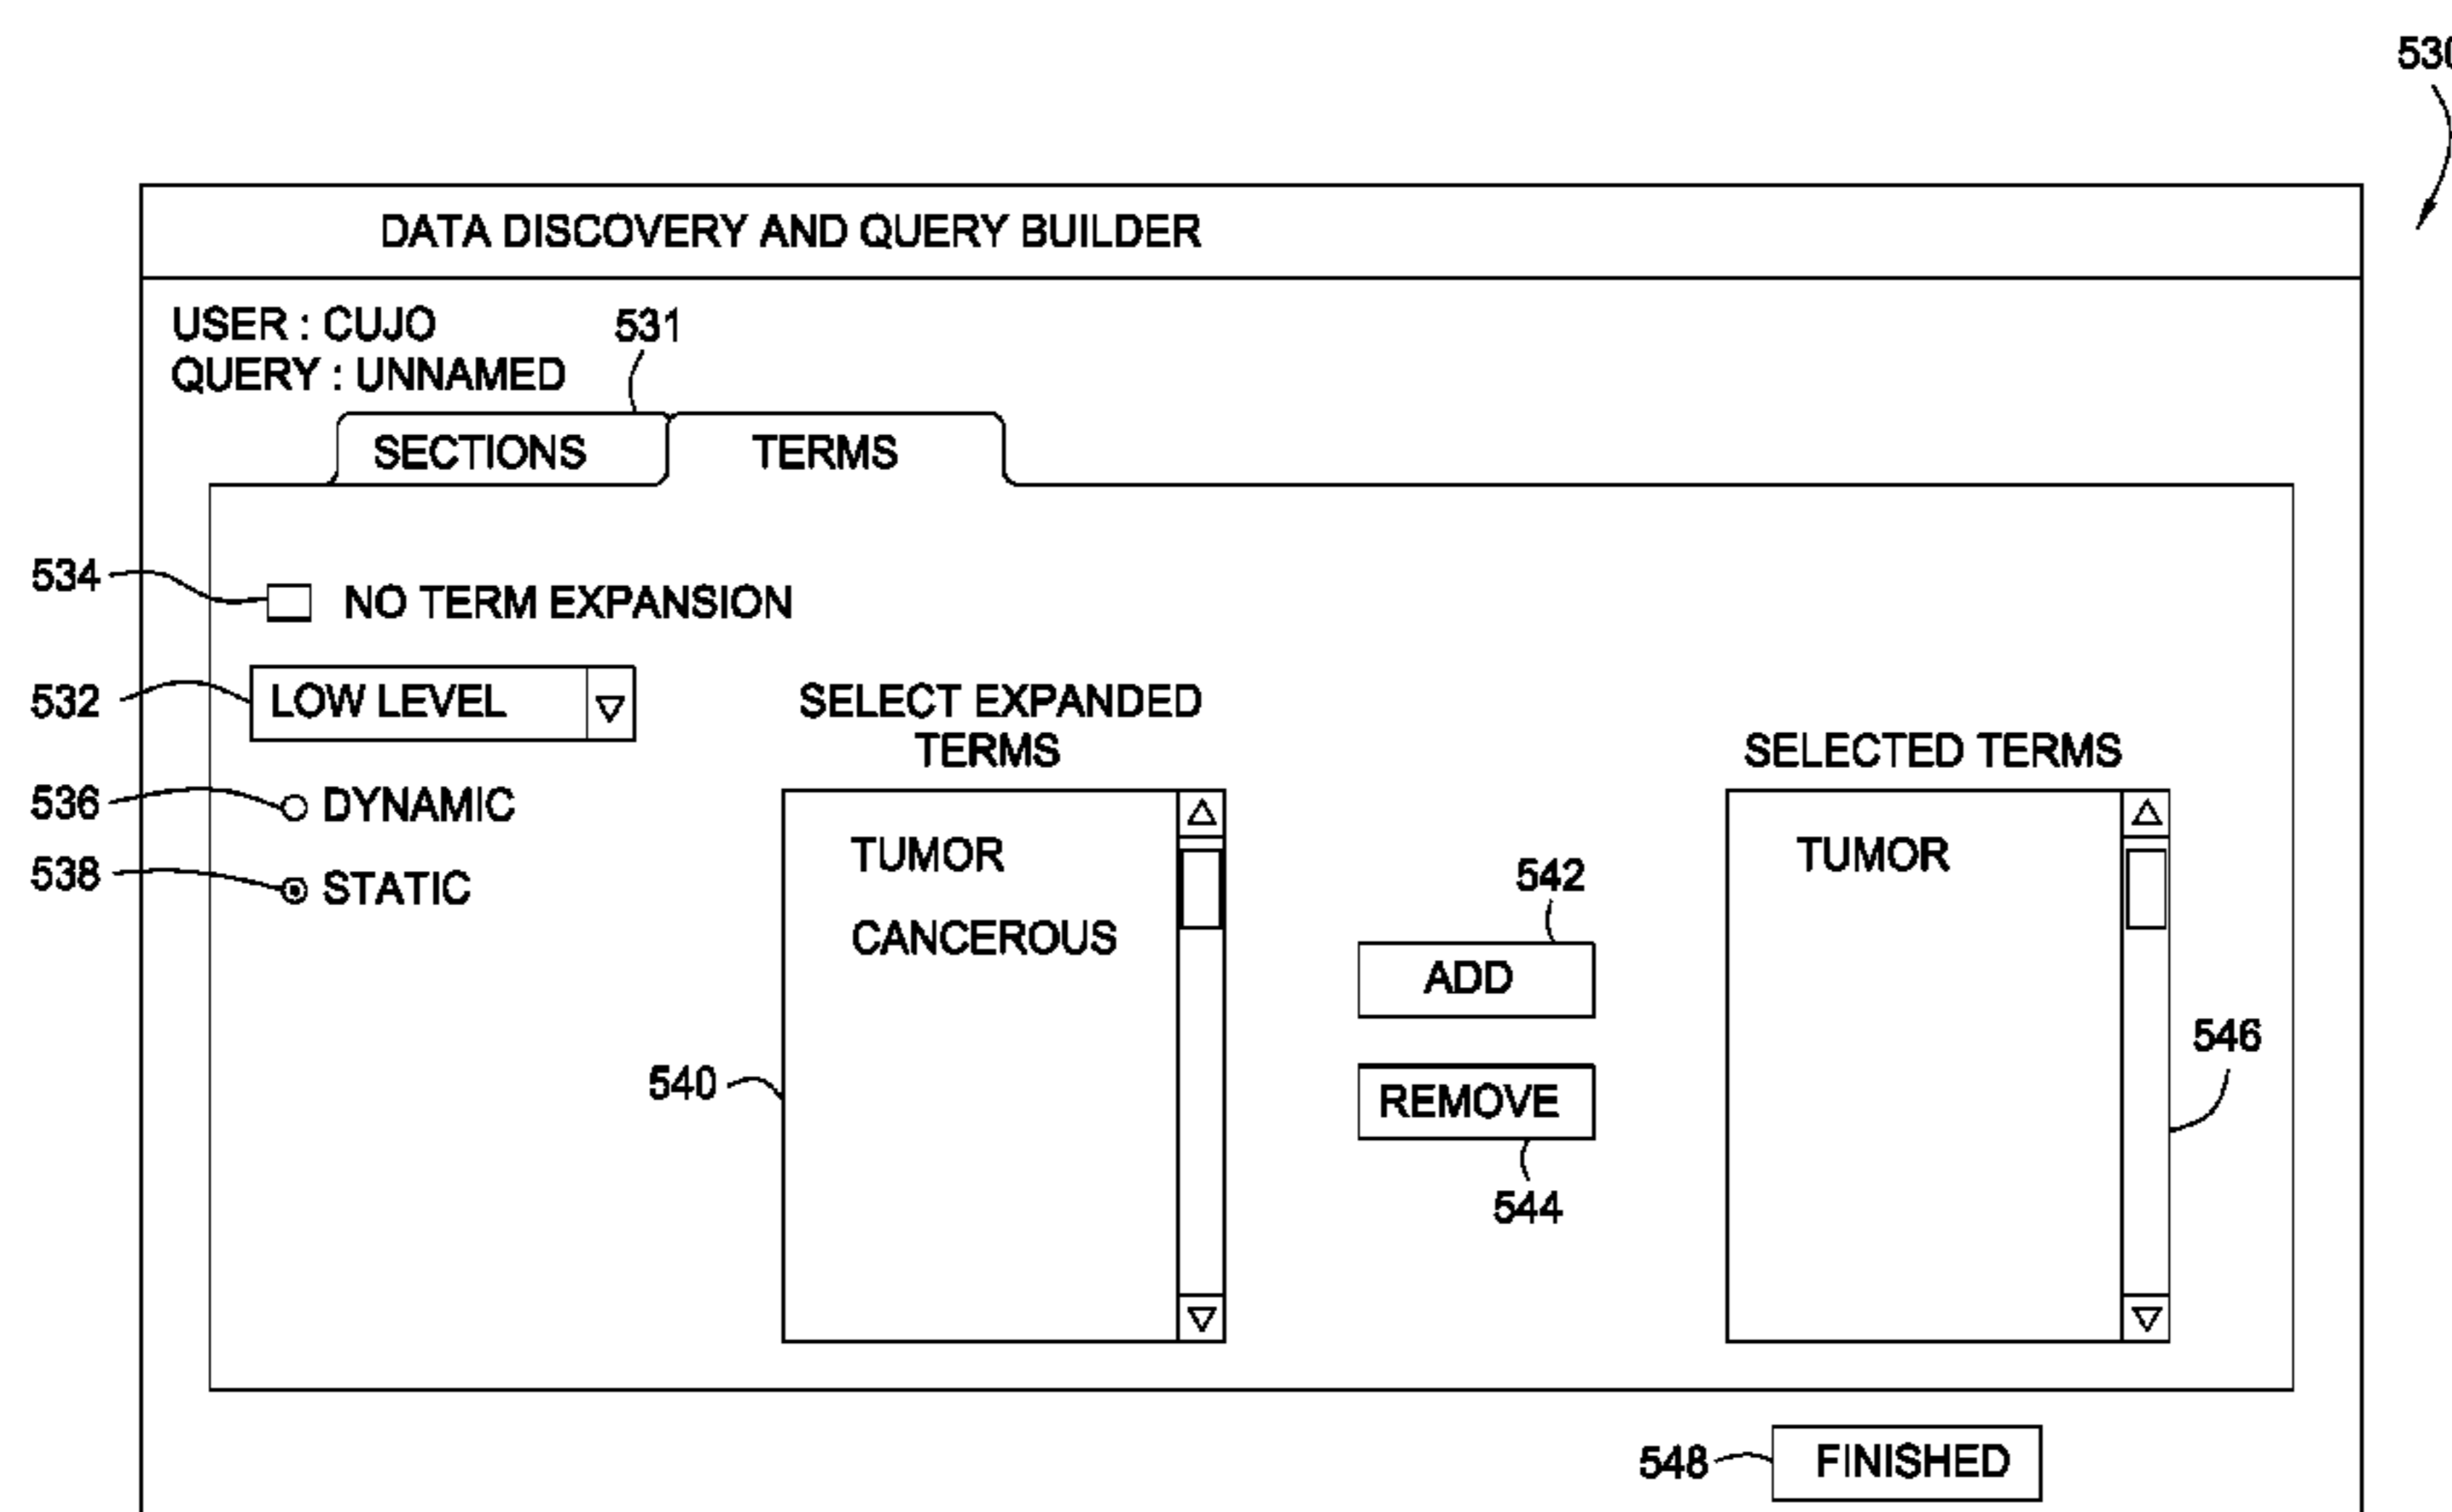 530
DATA DISCOVERY AND QUERY BUILDER
USER : CUJO
531
QUERY : UNNAMED
SECTIONS
TERMS
534
NO TERM EXPANSION
532
LOW LEVEL
SELECT EXPANDED
TERMS
SELECTED TERMS
536
DYNAMIC
538
STATIC
TUMOR
CANCEROUS
540
542
ADD
REMOVE
544
TUMOR
546
548
FINISHED